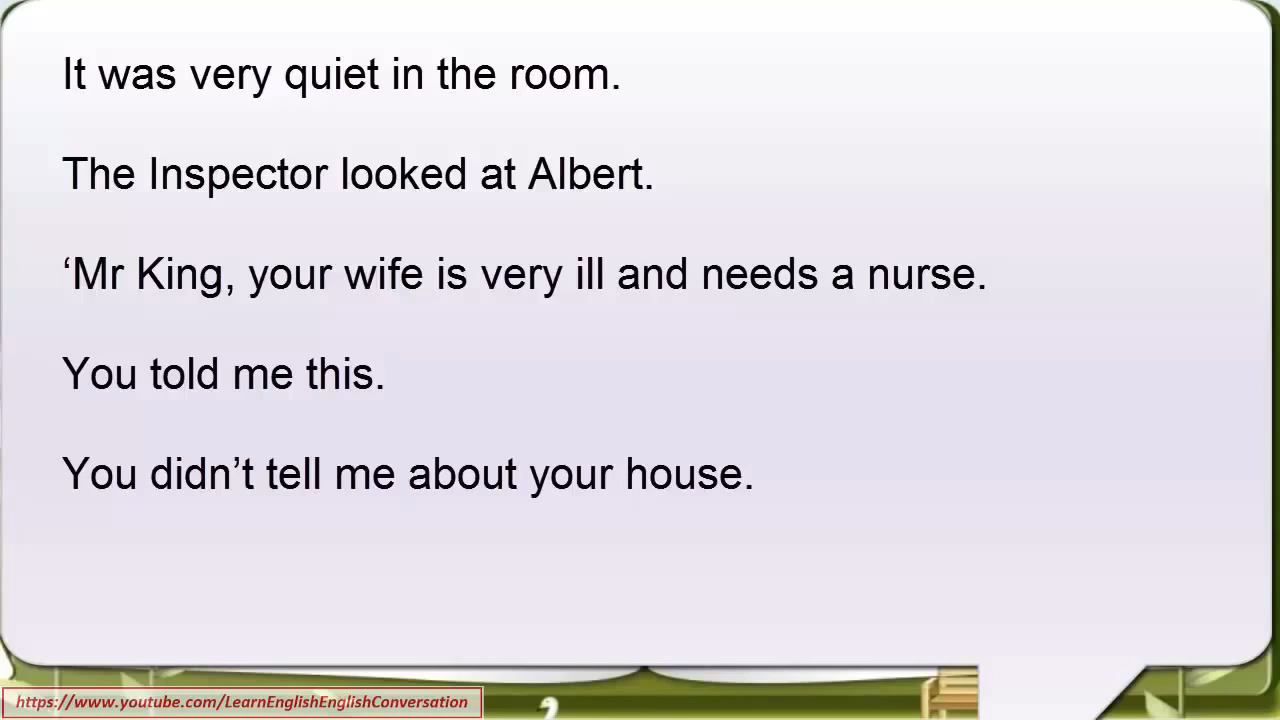 It was very quiet in the room.
The Inspector looked at Albert.
‘Mr King, your wife is very ill and needs a nurse.
You told me this.
You didn’t tell me about your house.
https://www.youtube.com/LearnEnglishEnglishConversation